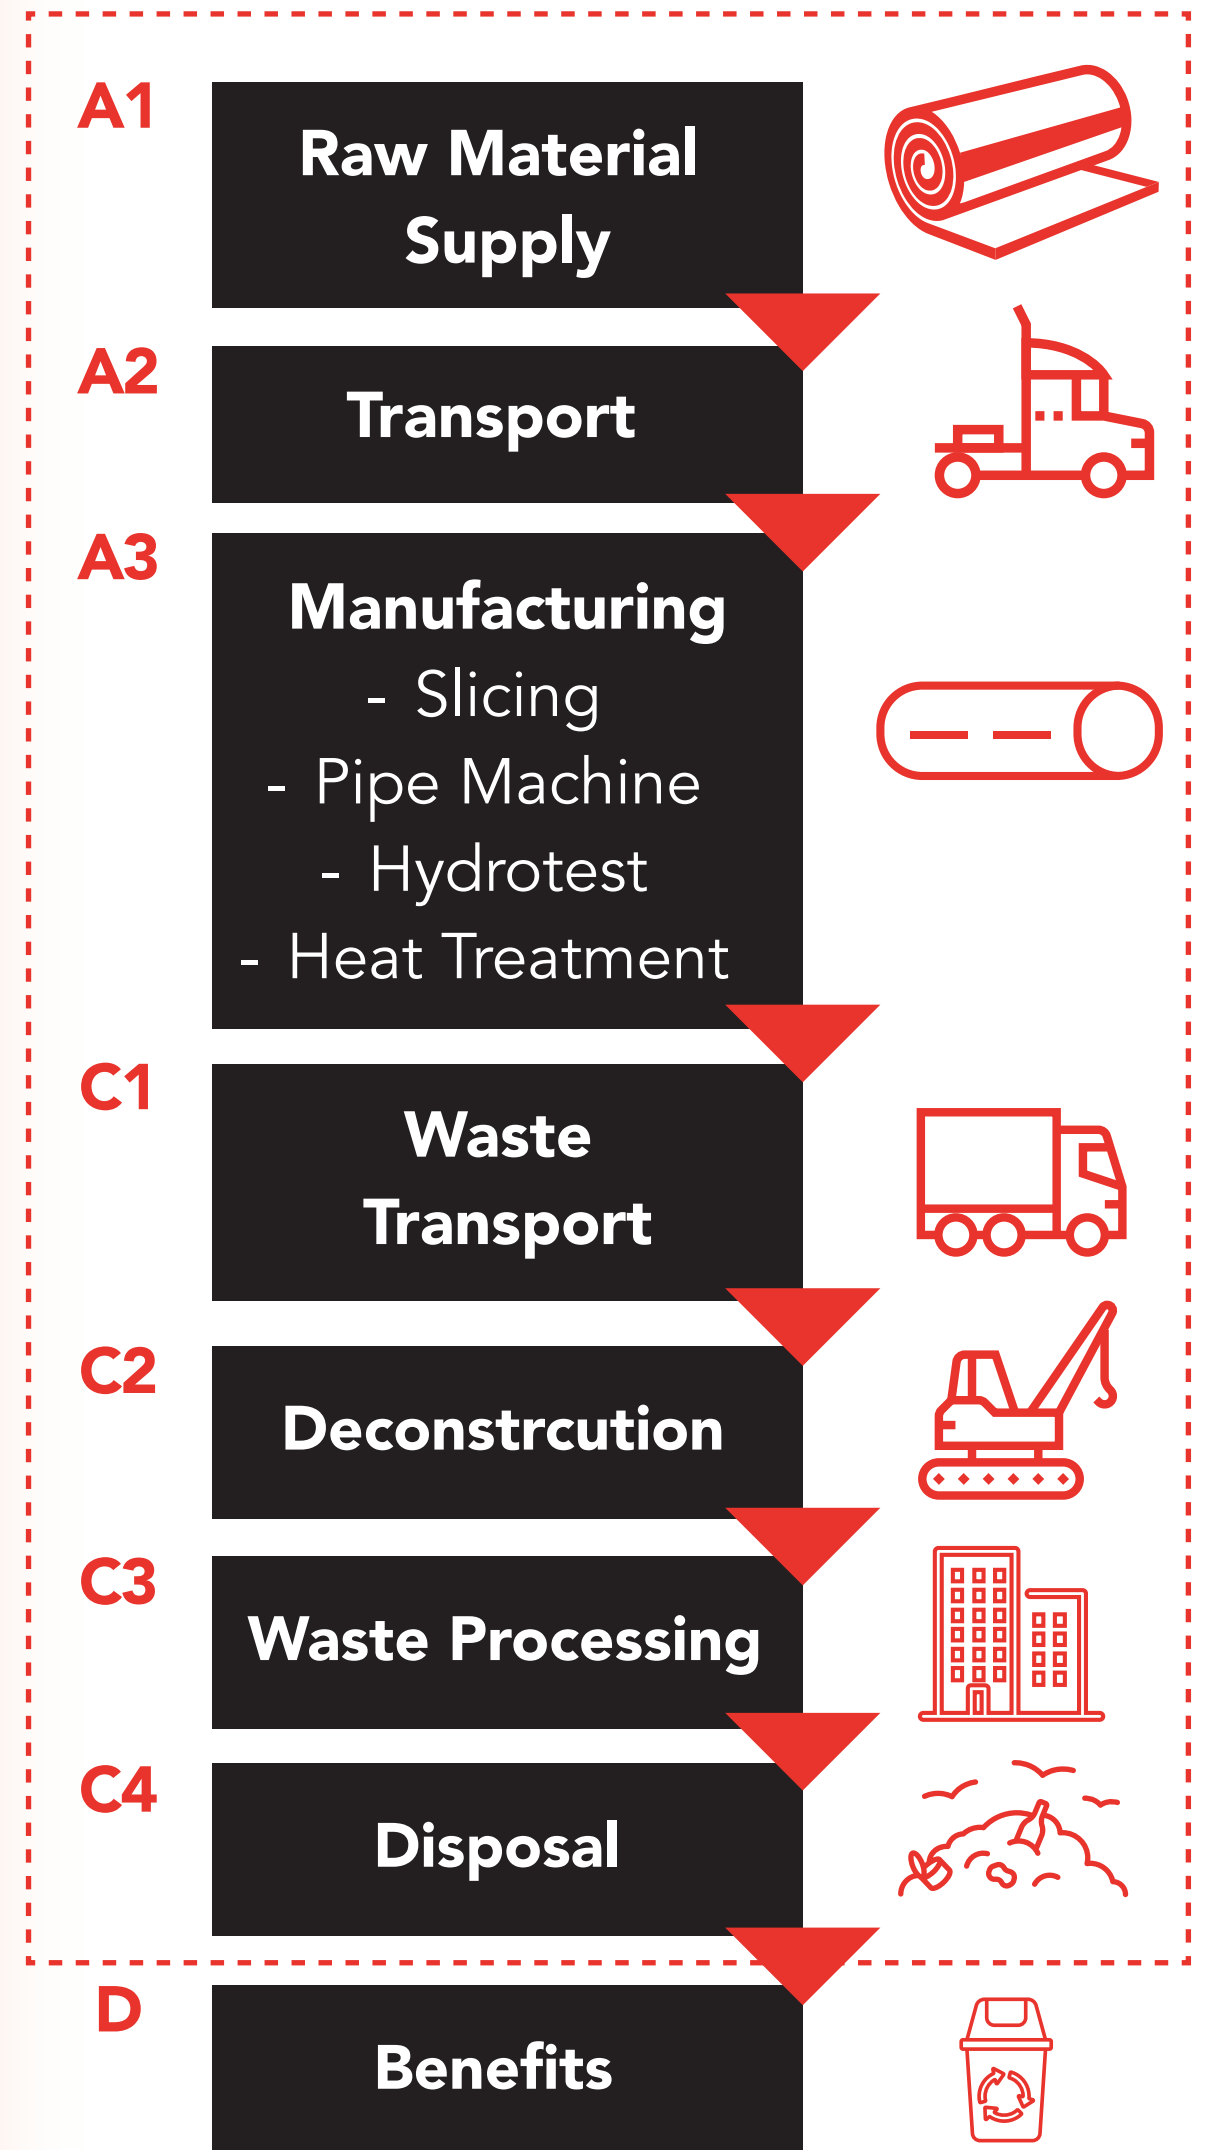 A1
Raw Material
Supply
A2
Transport
A3
Manufacturing
- Slicing
- Pipe Machine
- Hydrotest
- Heat Treatment
C1
Waste
Transport
C2
Deconstrcution
C3
Waste Processing
C4
Disposal
D
Benefits